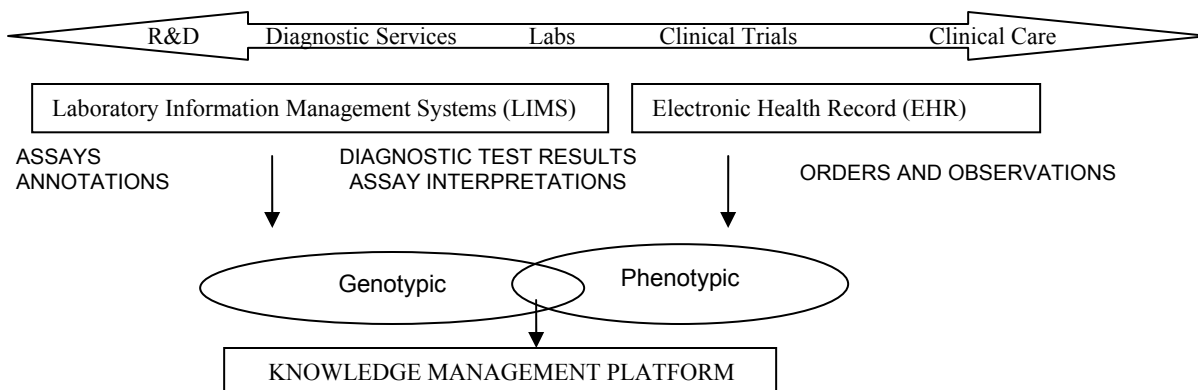 R&D Diagnostic Services Labs Clinical Trials Clinical Care
Laboratory Information Management Systems (LIMS)
Electronic Health Record (EHR)
ASSAYS
ANNOTATIONS
DIAGNOSTIC TEST RESULTS
ASSAY INTERPRETATIONS
ORDERS AND OBSERVATIONS
Genotypic
Phenotypic
KNOWLEDGE MANAGEMENT PLATFORM